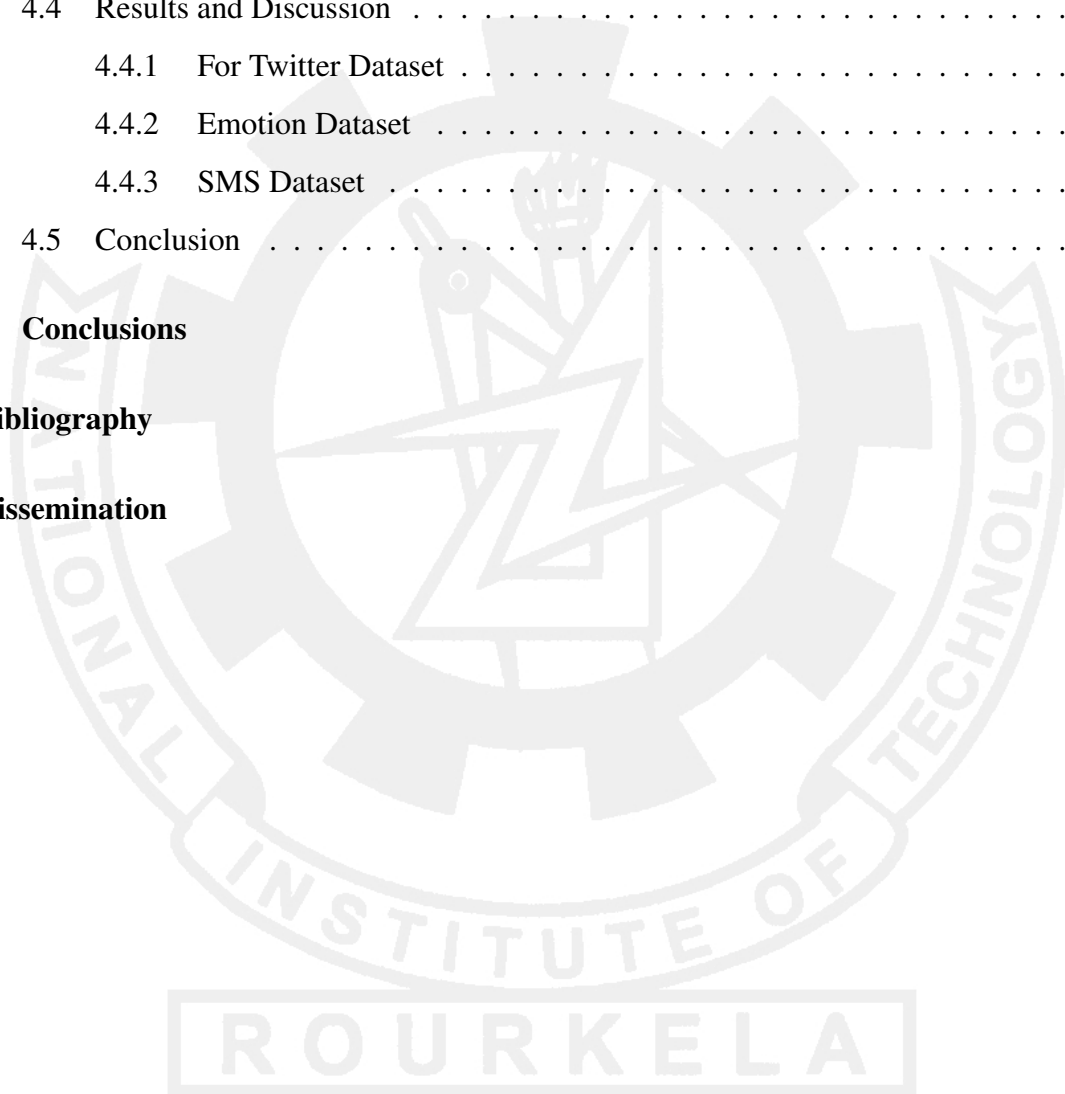 4.4 Results and Discussion . . . . . . . . . . . . . . . . . . . . . . . . . . . .
4.4.1 For Twitter Dataset . . . . . . . . . . . . . . . . . . . . . . . . . .
4.4.2 Emotion Dataset . . . . . . . . . . . . . . . . . . . . . . . . . . .
4.4.3 SMS Dataset . . . . . . . . . . . . . . . . . . . . . . . . . . . . .
4.5 Conclusion . . . . . . . . . . . . . . . . . . . . . . . . . . . . . . . . . .
Conclusions
ibliography
issemination
NATIONAL INSTITUTE OF TECHNOLOGY
ROURKELA